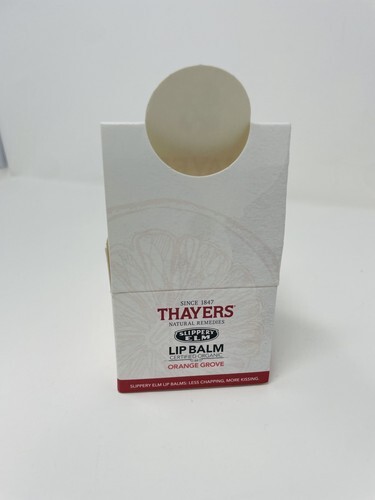 SINCE 1847
THAYERS
NATURAL REMEDIES
SLIPPERY
ELM
LIP BALM
CERTIFIED ORGANIC
ORANGE GROVE
SLIPPERY ELM LIP BALMS: LESS CHAPPING, MORE KISSING.